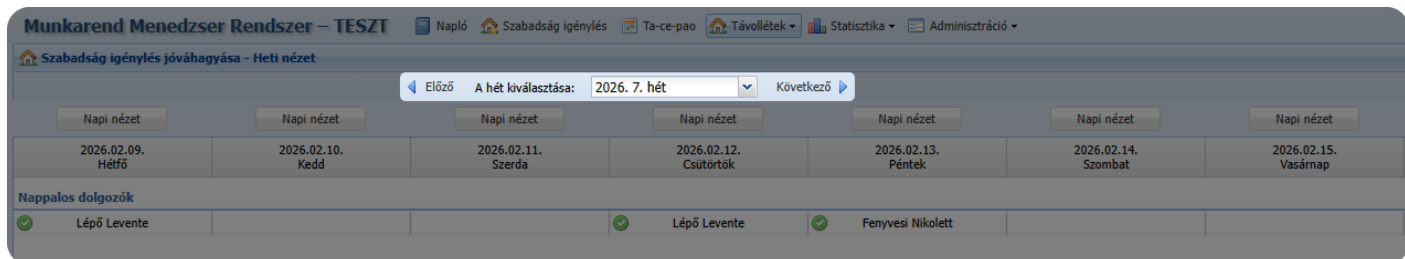 Munkarend Menedzser Rendszer – TESZT Napló Szabadság igénylés Ta-ce-pao Távollétek Statisztika Adminisztráció
Szabadság igénylés jóváhagyása - Heti nézet
Előző A hét kiválasztása: 2026. 7. hét Következő
Napi nézet Napi nézet Napi nézet Napi nézet Napi nézet Napi nézet Napi nézet
2026.02.09. 2026.02.10. 2026.02.11. 2026.02.12. 2026.02.13. 2026.02.14. 2026.02.15.
Hétfő Kedd Szerda Csütörtök Péntek Szombat Vasárnap
Nappalos dolgozók
Lépő Levente Lépő Levente Fenyvesi Nikolett